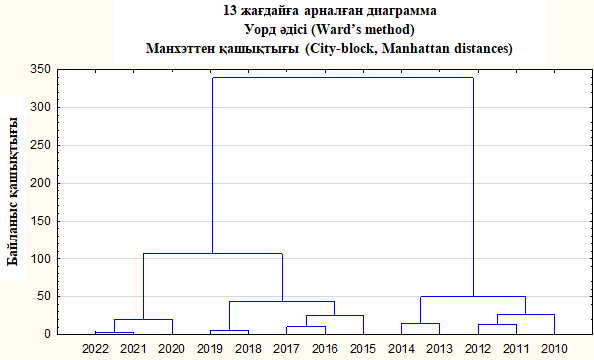 13 жағдайға арналған диаграмма
Уорд әдісі (Ward’s method)
Манхэттен қашықтығы (City-block, Manhattan distances)
Байланыс қашықтығы
350
300
250
200
150
100
50
0
2022 2021 2020 2019 2018 2017 2016 2015 2014 2013 2012 2011 2010